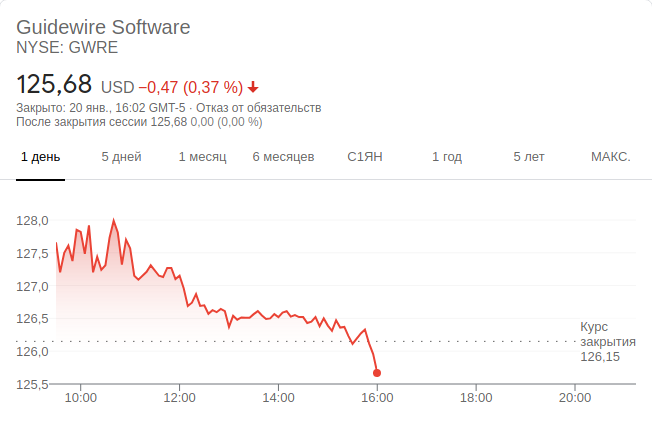 Guidewire Software
NYSE: GWRE
125,68 USD −0,47 (0,37 %)
Закрыто: 20 янв., 16:02 GMT-5 · Отказ от обязательств
После закрытия сессии 125,68 0,00 (0,00 %)
1 день 5 дней 1 месяц 6 месяцев С1ЯН 1 год 5 лет МАКС.
128,0
127,5
127,0
126,5
126,0
125,5
Курс
закрытия
126,15
10:00 12:00 14:00 16:00 18:00 20:00